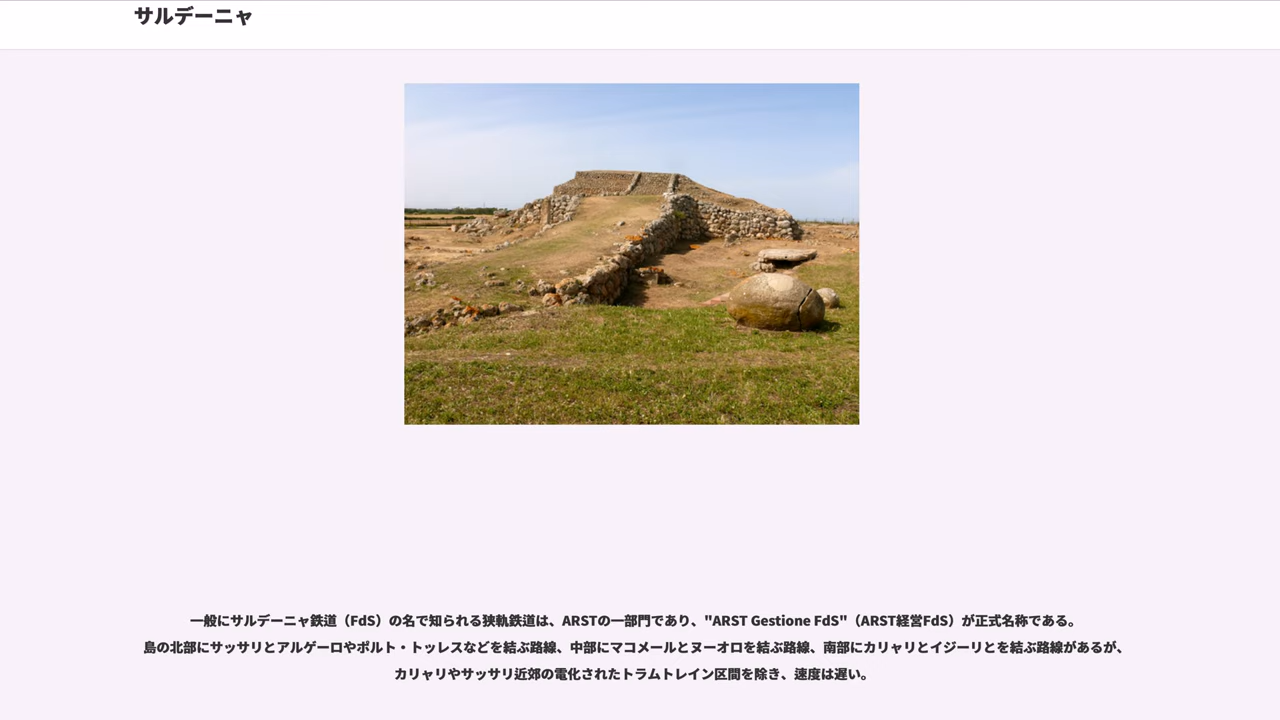 サルデーニャ
一般にサルデーニャ鉄道（FdS）の名で知られる狭軌鉄道は、ARSTの一部門であり、"ARST Gestione FdS"（ARST経営FdS）が正式名称である。
島の北部にサッサリとアルゲーロやポルト・トッレスなどを結ぶ路線、中部にマコメールとヌーオロを結ぶ路線、南部にカリャリとイジーリとを結ぶ路線があるが、
カリャリやサッサリ近郊の電化されたトラムトレイン区間を除き、速度は遅い。